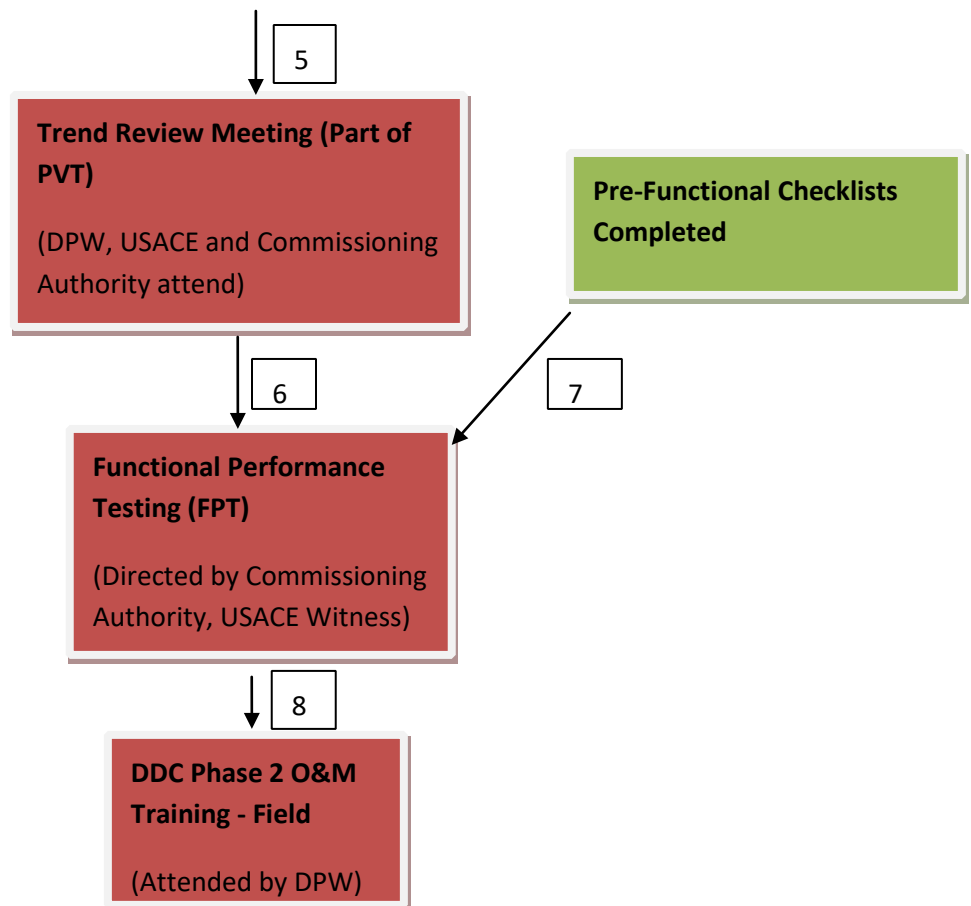 5
Trend Review Meeting (Part of
PVT)
(DPW, USACE and Commissioning
Authority attend)
Pre-Functional Checklists
Completed
6
7
Functional Performance
Testing (FPT)
(Directed by Commissioning
Authority, USACE Witness)
8
DDC Phase 2 O&M
Training - Field
(Attended by DPW)